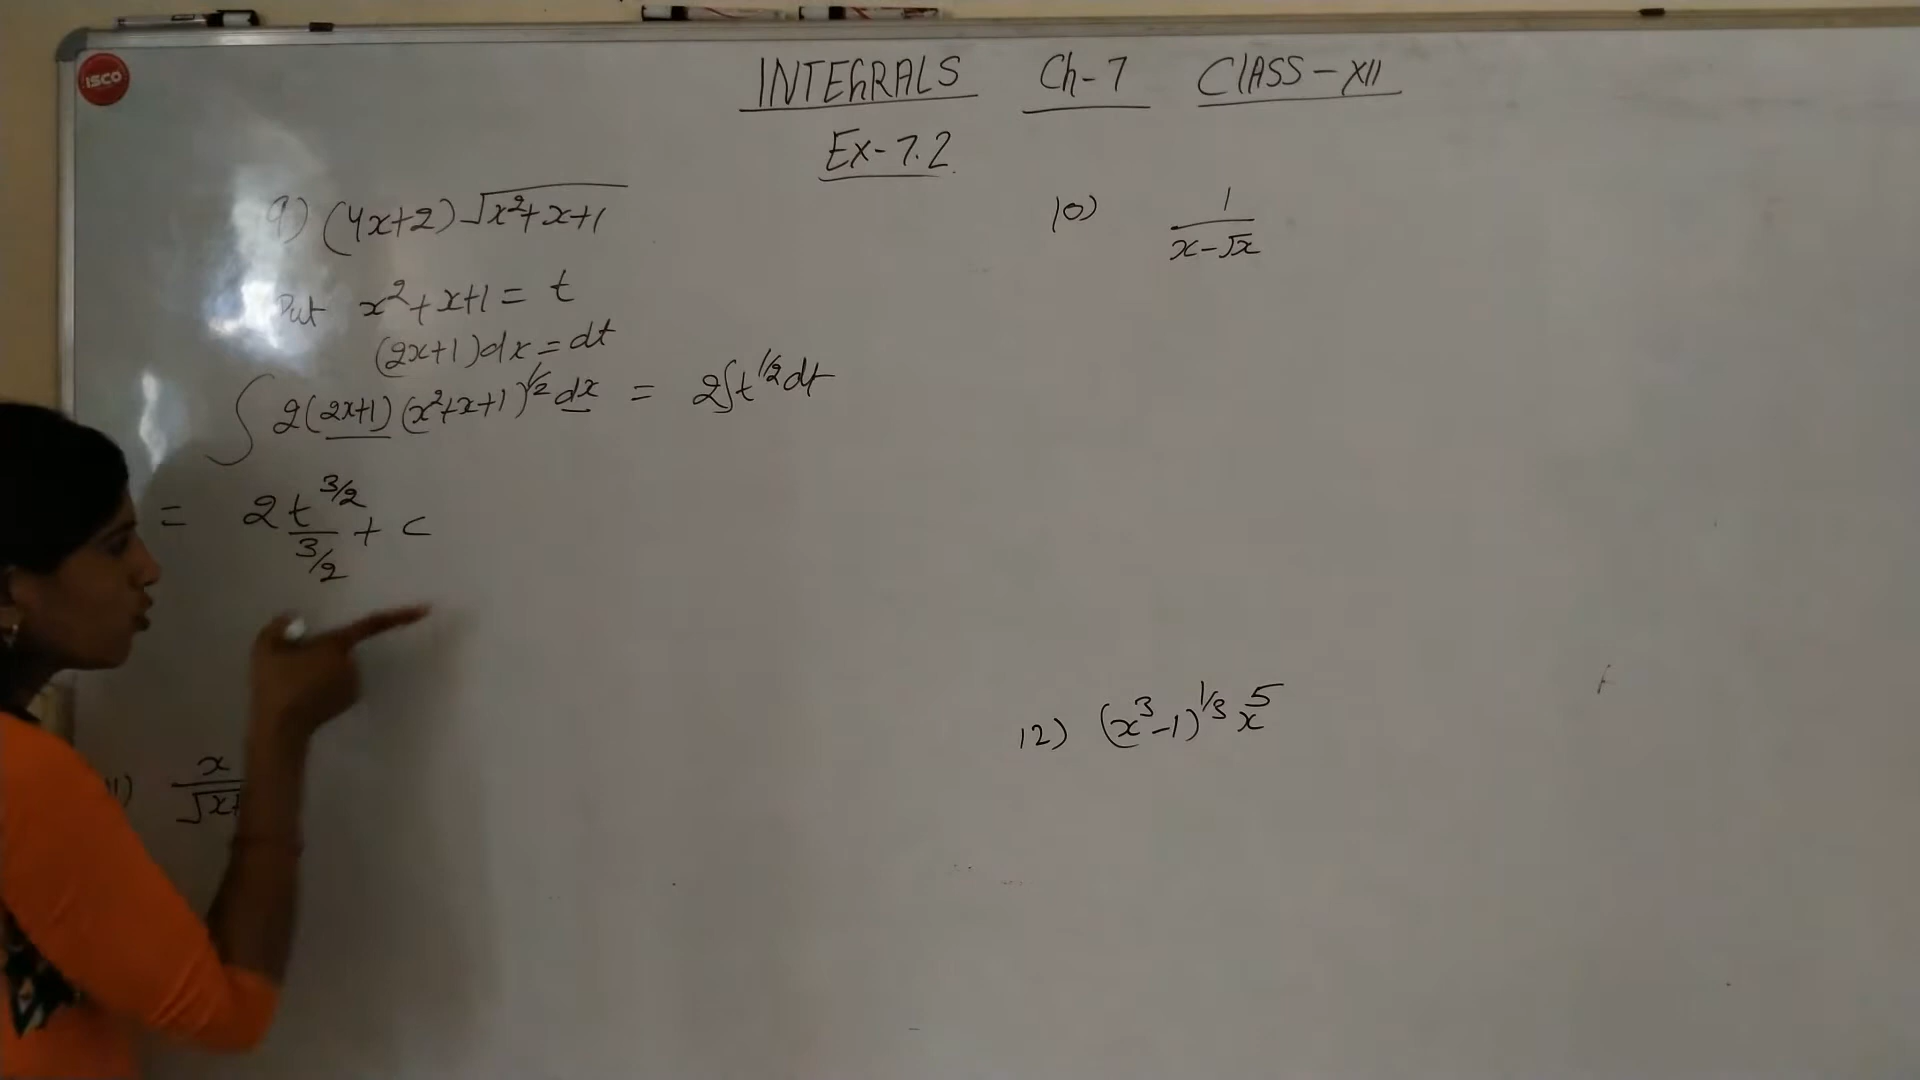 ISCO
INTEGRALS Ch-7 CLASS-XII
Ex-7.2
9) (4x+2)√(x²+x+1)
Put x²+x+1 = t
(2x+1)dx = dt
∫2(2x+1)(x²+x+1)^1/2 dx = 2∫t^1/2 dt
= 2 t^3/2 / 3/2 + c
10) 1/(x-√x)
11) x/√x+
12) (x³-1)^1/3 x⁵